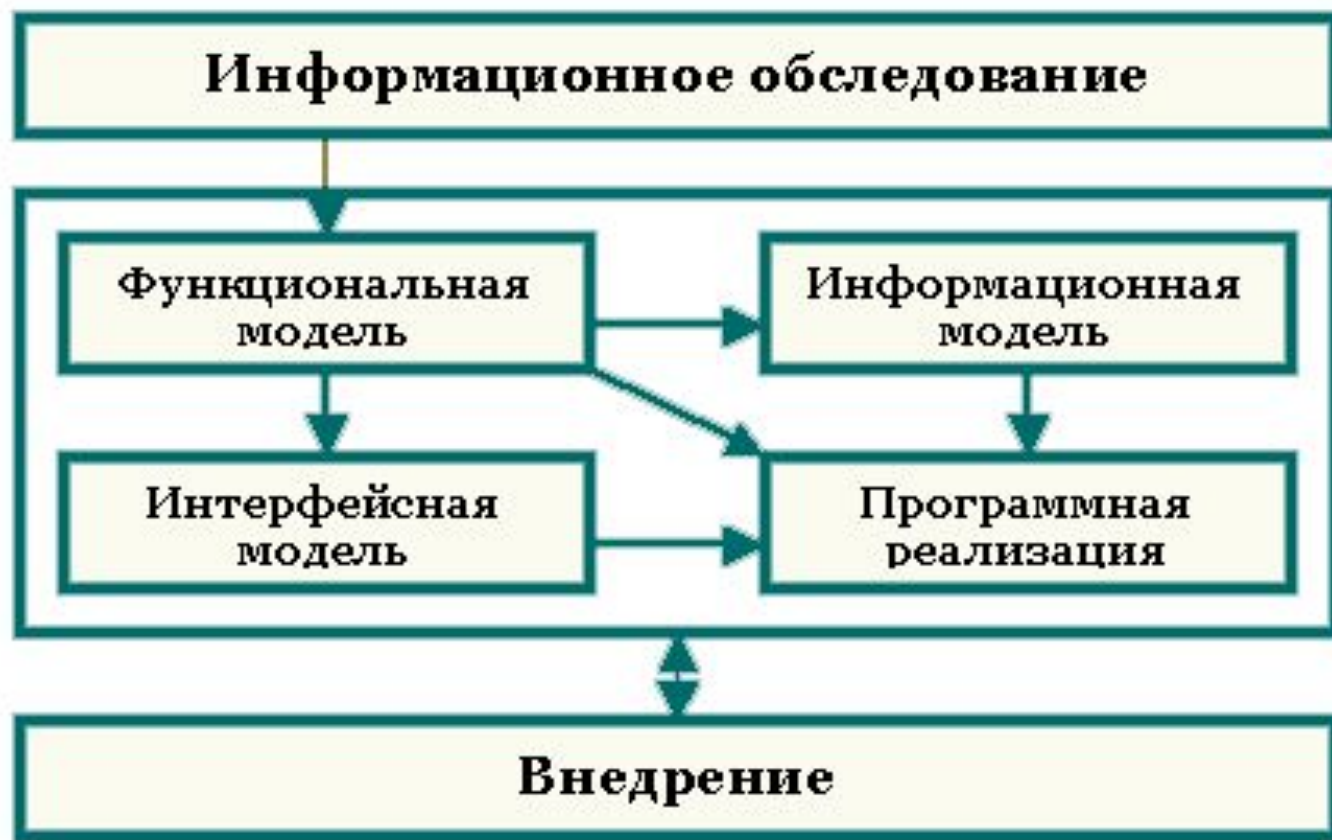 Информационное обследование
Функциональная
модель
Информационная
модель
Интерфейсная
модель
Программная
реализация
Внедрение